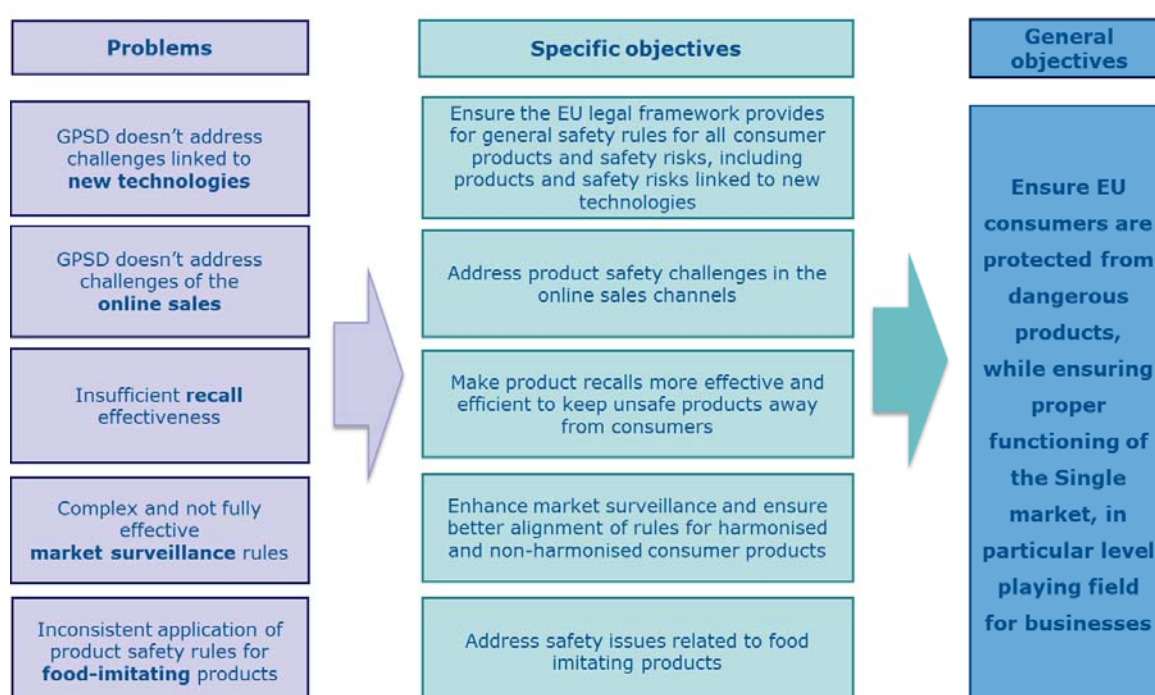 Problems
GPSD doesn’t address
challenges linked to
new technologies
GPSD doesn’t address
challenges of the
online sales
Insufficient recall
effectiveness
Complex and not fully
effective
market surveillance rules
Inconsistent application of
product safety rules for
food-imitating products
Specific objectives
Ensure the EU legal framework provides
for general safety rules for all consumer
products and safety risks, including
products and safety risks linked to new
technologies
Address product safety challenges in the
online sales channels
Make product recalls more effective and
efficient to keep unsafe products away
from consumers
Enhance market surveillance and ensure
better alignment of rules for harmonised
and non-harmonised consumer products
Address safety issues related to food
imitating products
General
objectives
Ensure EU
consumers are
protected from
dangerous
products,
while ensuring
proper
functioning of
the Single
market, in
particular level
playing field
for businesses